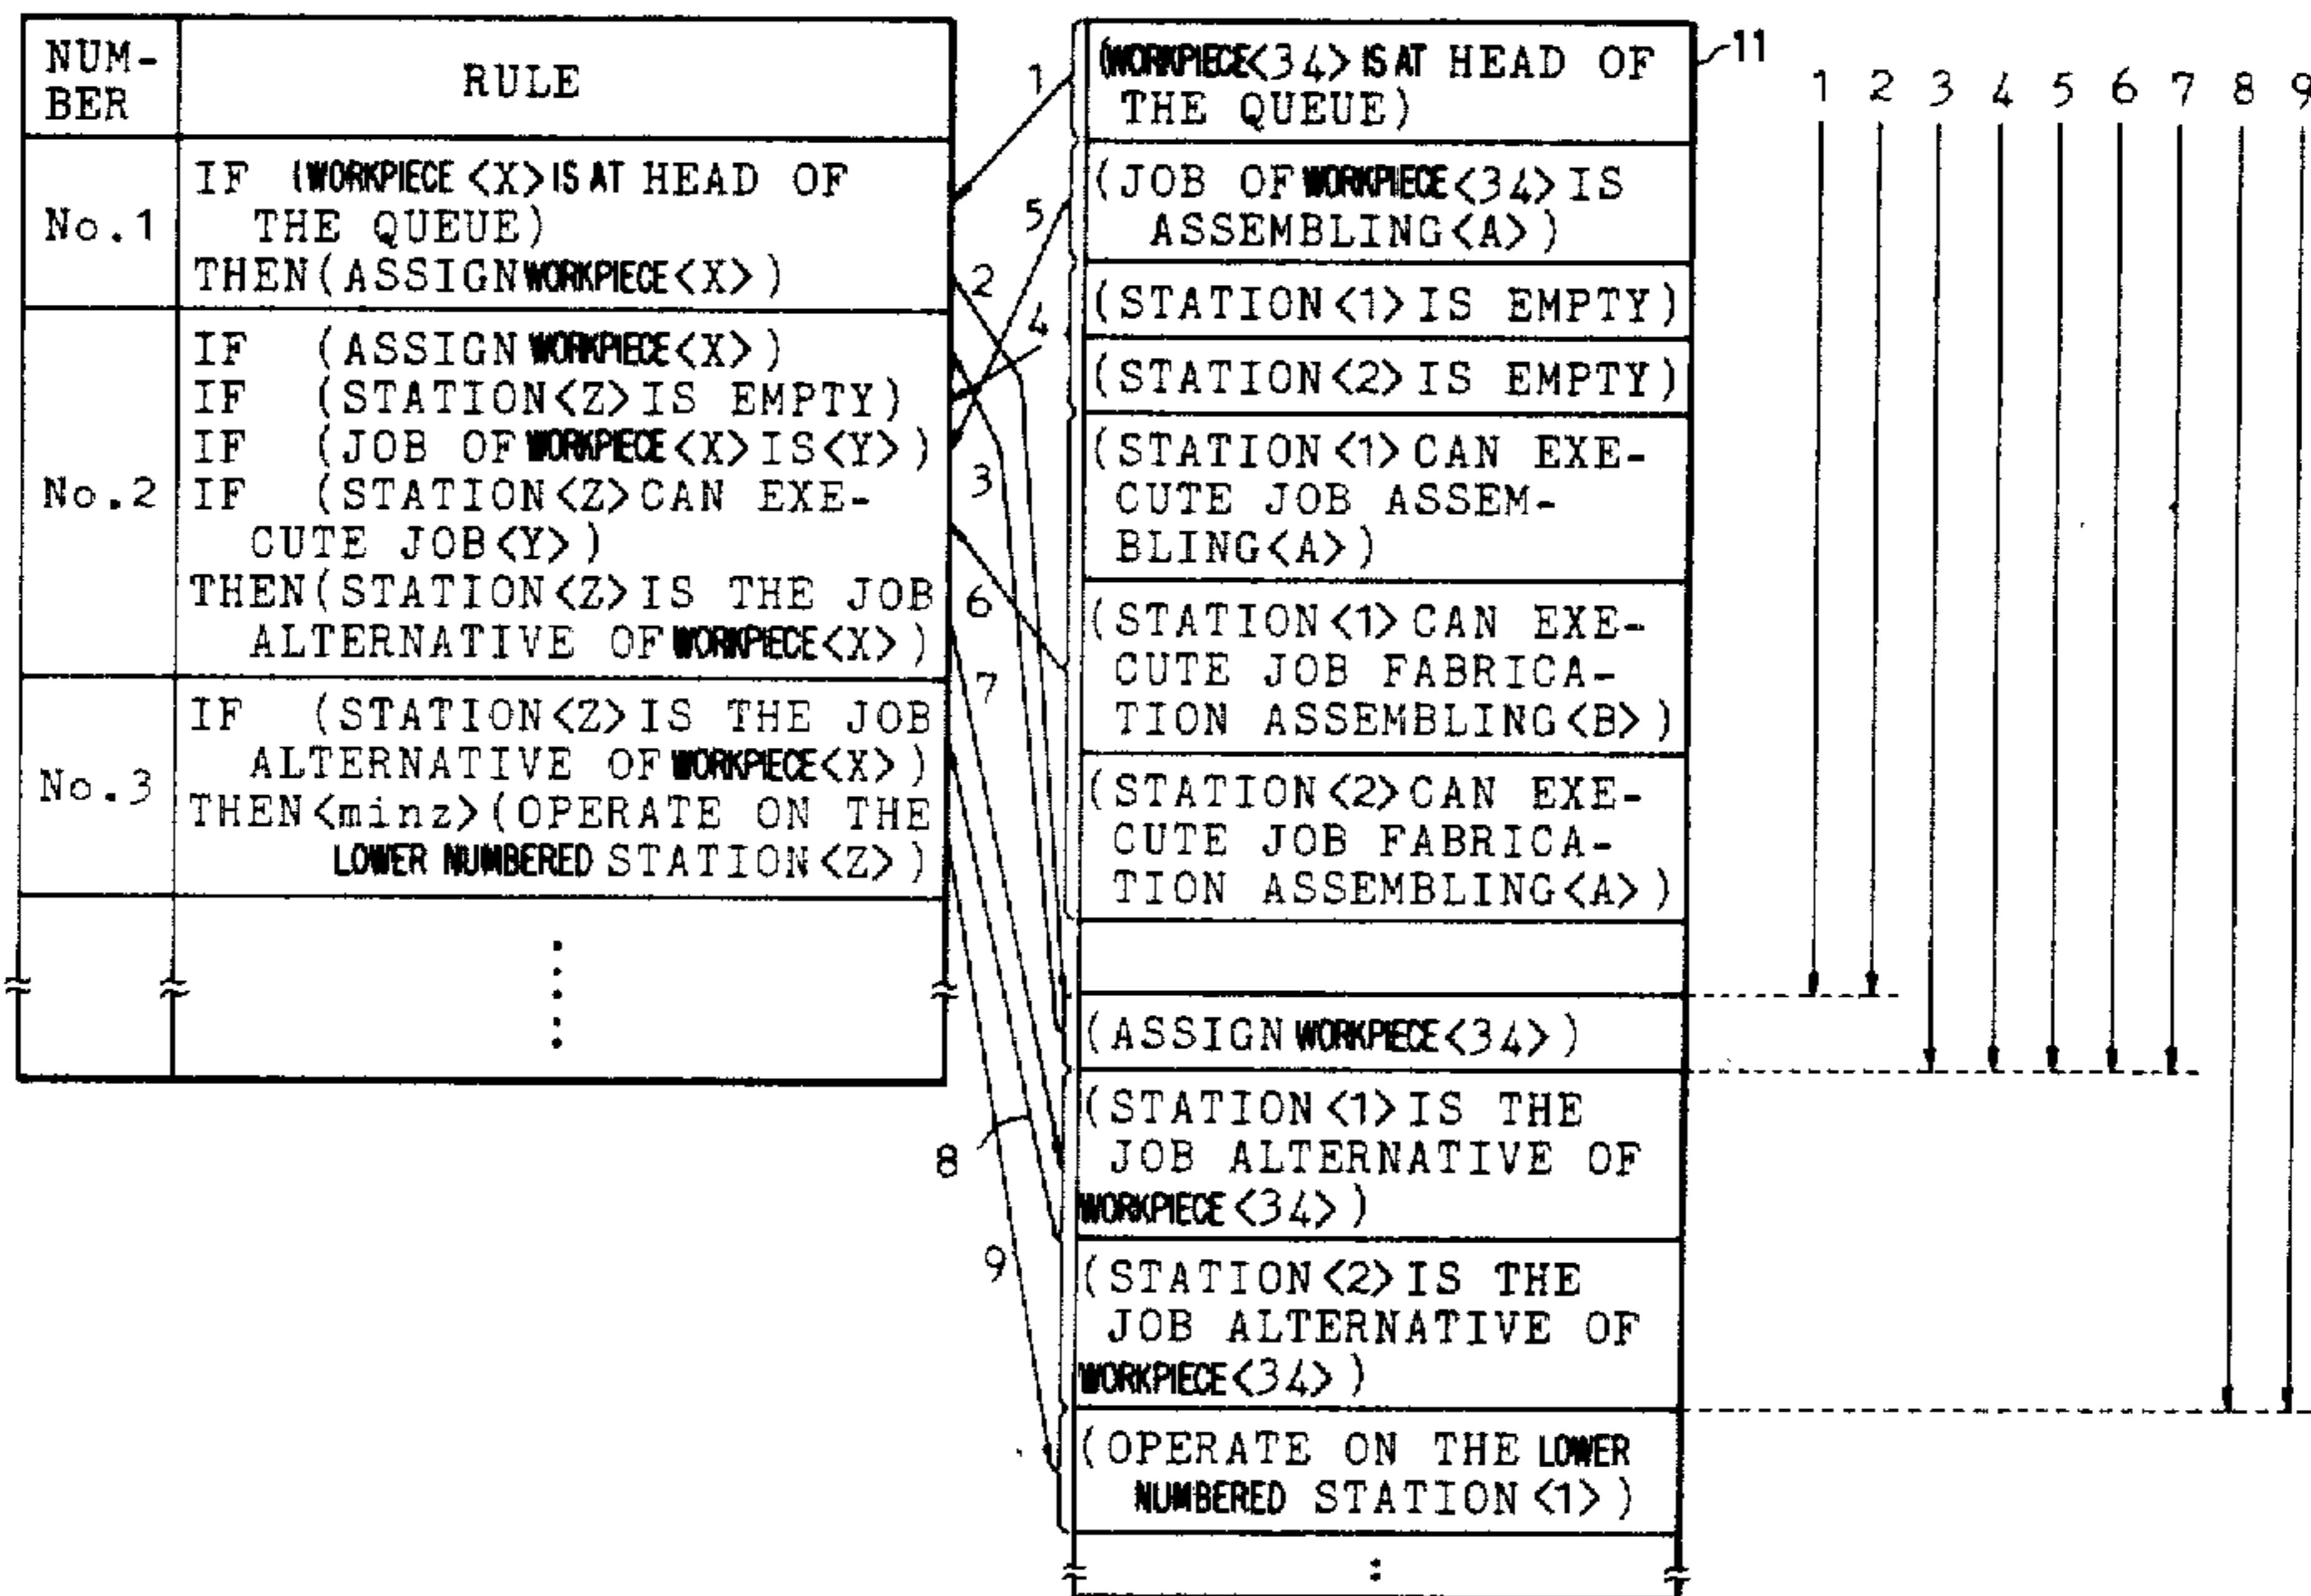 NUM-
BER
RULE
No.1
IF (WORKPIECE<X>IS AT HEAD OF
THE QUEUE)
THEN(ASSIGN WORKPIECE<X>)
No.2
IF (ASSIGN WORKPIECE<X>)
IF (STATION<Z>IS EMPTY)
IF (JOB OF WORKPIECE<X>IS<Y>)
IF (STATION<Z>CAN EXE-
CUTE JOB<Y>)
THEN(STATION<Z>IS THE JOB
ALTERNATIVE OF WORKPIECE<X>)
No.3
IF (STATION<Z>IS THE JOB
ALTERNATIVE OF WORKPIECE<X>)
THEN<minz>(OPERATE ON THE
LOWER NUMBERED STATION<Z>)
1
5
2
4
3
6
7
8
9
(WORKPIECE<34>IS AT HEAD OF
THE QUEUE)
11
(JOB OF WORKPIECE<34>IS
ASSEMBLING<A>)
(STATION<1>IS EMPTY)
(STATION<2>IS EMPTY)
(STATION<1>CAN EXE-
CUTE JOB ASSEM-
BLING<A>)
(STATION<1>CAN EXE-
CUTE JOB FABRICA-
TION ASSEMBLING<B>)
(STATION<2>CAN EXE-
CUTE JOB FABRICA-
TION ASSEMBLING<A>)
(ASSIGN WORKPIECE<34>)
(STATION<1>IS THE
JOB ALTERNATIVE OF
WORKPIECE<34>)
(STATION<2>IS THE
JOB ALTERNATIVE OF
WORKPIECE<34>)
(OPERATE ON THE LOWER
NUMBERED STATION<1>)
1 2 3 4 5 6 7 8 9